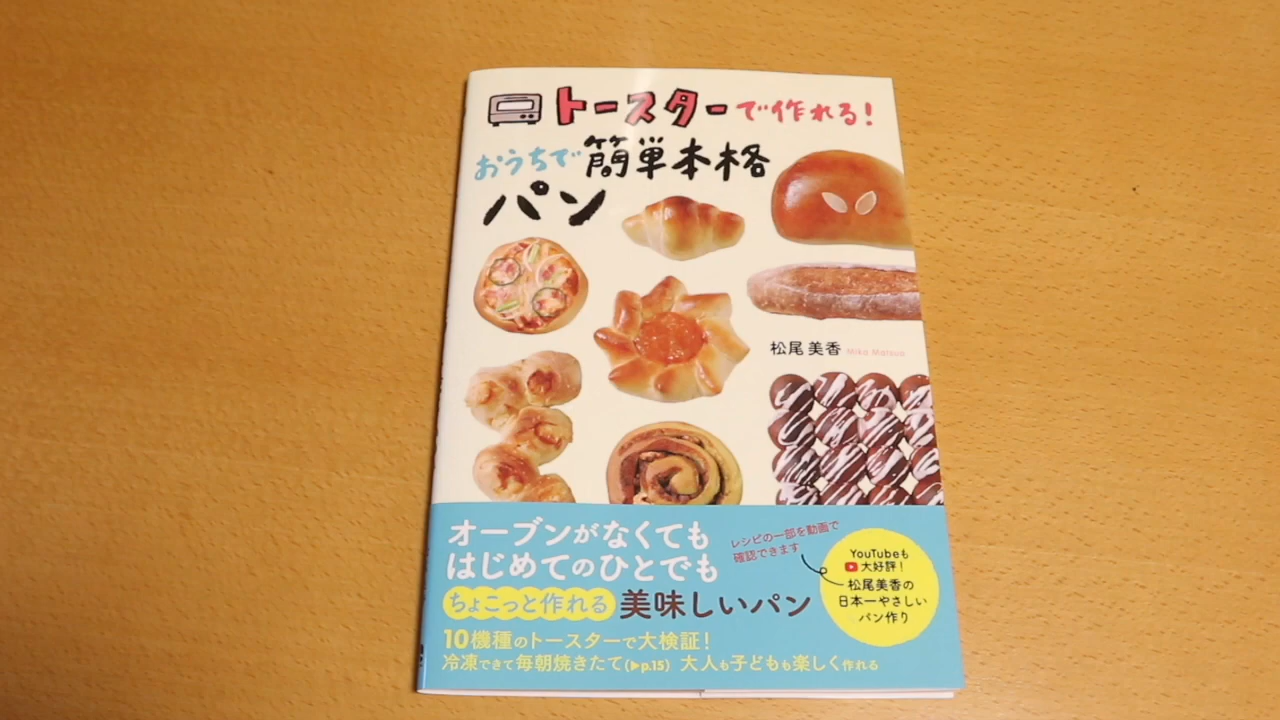 トースターで作れる!
おうちで簡単本格
パン
松尾 美香 Mika Matsuo
オーブンがなくても
はじめてのひとでも
ちょこっと作れる 美味しいパン
レシピの一部を動画で
確認できます
YouTubeも
大好評!
松尾美香の
日本一やさしい
パン作り
10機種のトースターで大検証!
冷凍できて毎朝焼きたて(▶p.15) 大人も子どもも楽しく作れる